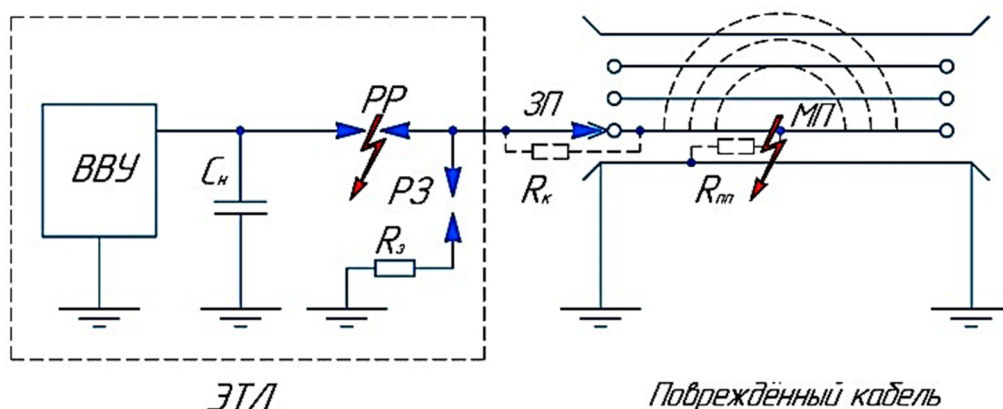 РР
ЗП
МП
ВВУ
Сн
РЗ
Rк
Rпп
Rз
ЭТЛ
Повреждённый кабель